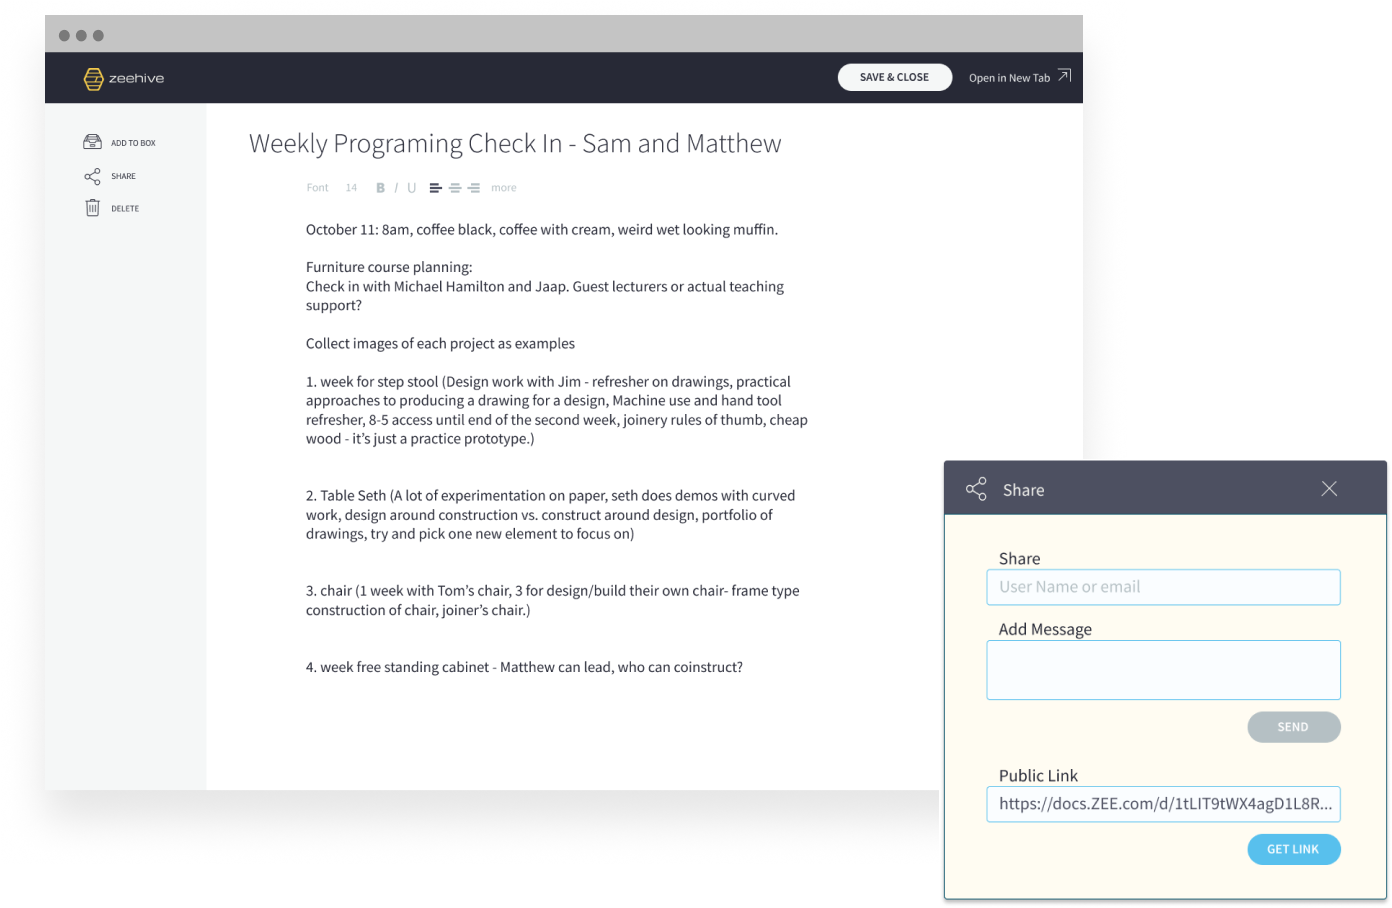 zeehive
SAVE & CLOSE
Open in New Tab
ADD TO BOX
SHARE
DELETE
Weekly Programing Check In - Sam and Matthew
Font 14 B I U more
October 11: 8am, coffee black, coffee with cream, weird wet looking muffin.
Furniture course planning:
Check in with Michael Hamilton and Jaap. Guest lecturers or actual teaching
support?
Collect images of each project as examples
1. week for step stool (Design work with Jim - refresher on drawings, practical
approaches to producing a drawing for a design, Machine use and hand tool
refresher, 8-5 access until end of the second week, joinery rules of thumb, cheap
wood - it’s just a practice prototype.)
2. Table Seth (A lot of experimentation on paper, seth does demos with curved
work, design around construction vs. construct around design, portfolio of
drawings, try and pick one new element to focus on)
3. chair (1 week with Tom’s chair, 3 for design/build their own chair- frame type
construction of chair, joiner’s chair.)
4. week free standing cabinet - Matthew can lead, who can coinstruct?
Share
Share
User Name or email
Add Message
SEND
Public Link
https://docs.ZEE.com/d/1tLIT9tWX4agD1L8R...
GET LINK